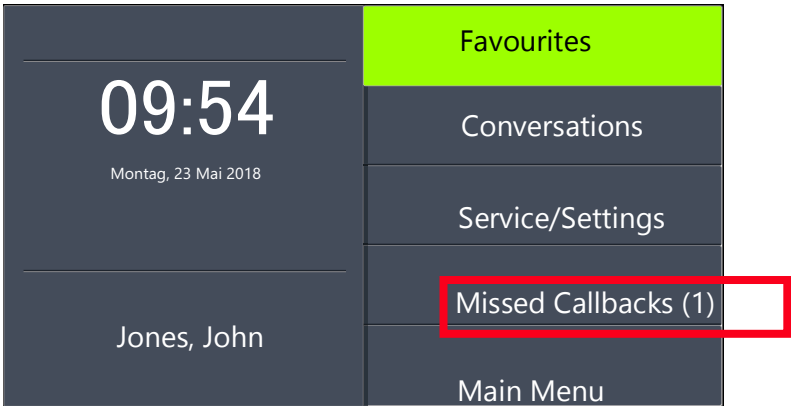 09:54
Montag, 23 Mai 2018
Jones, John
Favourites
Conversations
Service/Settings
Missed Callbacks (1)
Main Menu